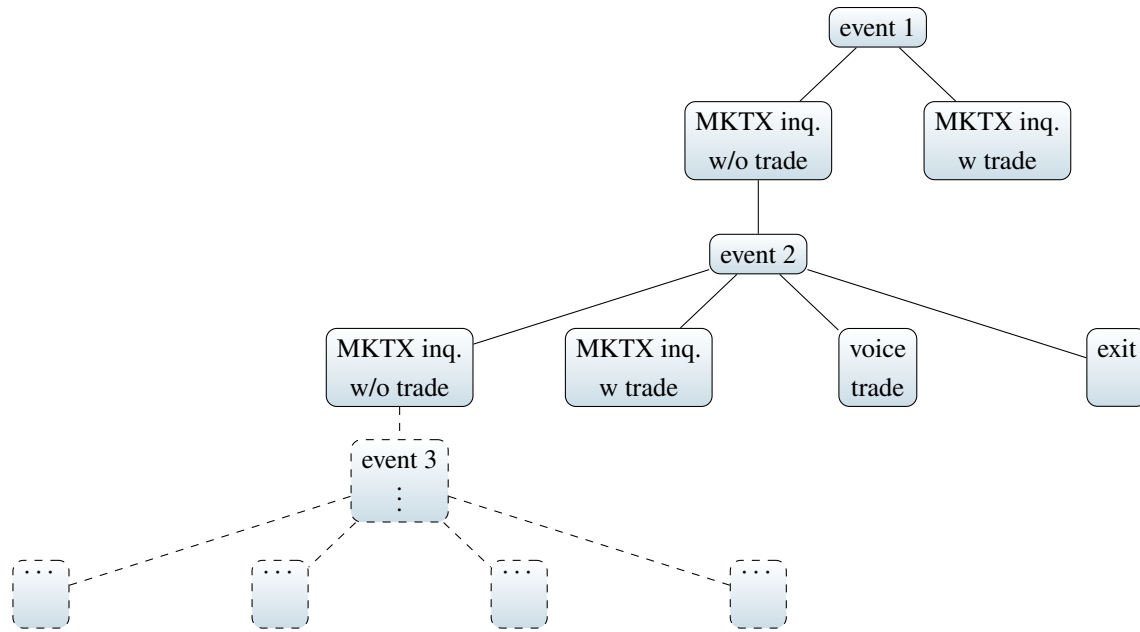 event 1
MKTX inq.
w/o trade
MKTX inq.
w trade
event 2
MKTX inq.
w/o trade
MKTX inq.
w trade
voice
trade
exit
event 3
⋮
...
...
...
...